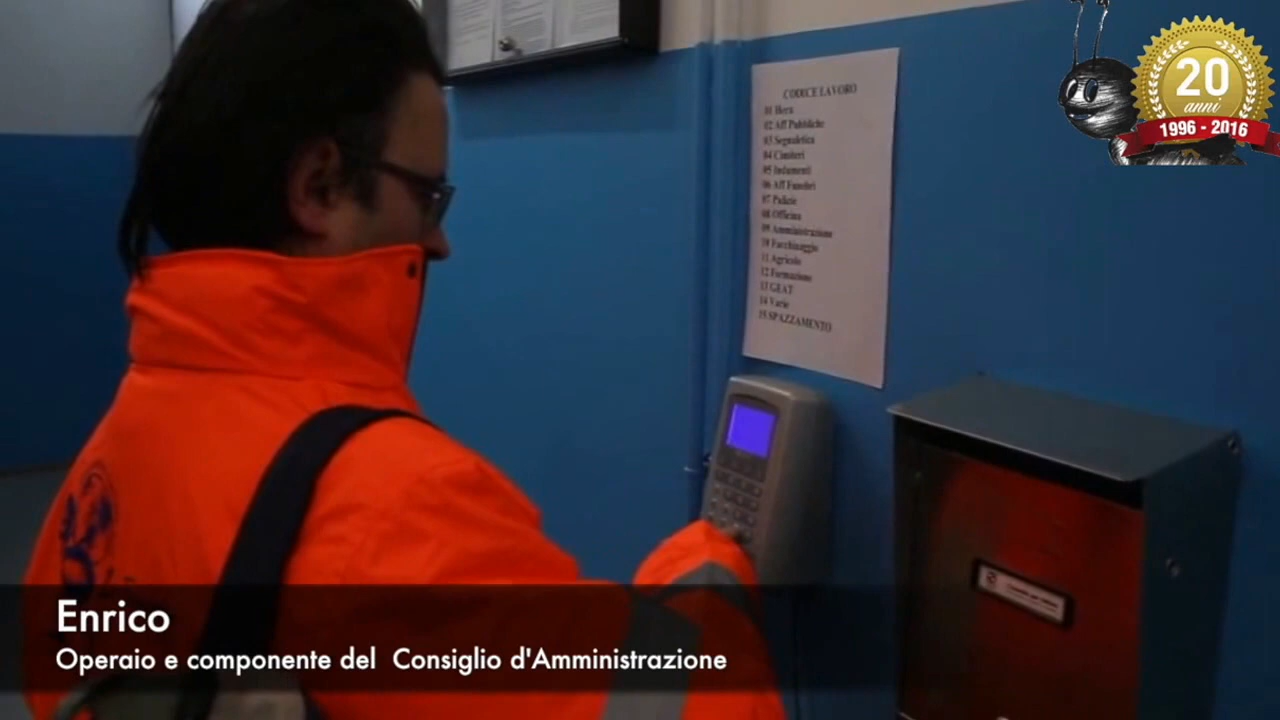 CODICE LAVORO
01 Hera
02 Aff Pubbliche
03 Segnaletica
04 Cimiteri
05
06 Aff Funebri
07 Pulizie
08 Officina
09 Amministrazione
10 Facchinaggio
11 Agricolo
12 Formazione
13 GEAT
14 Varie
15 SPAZZAMENTO
20
anni
1996 - 2016
Enrico
Operaio e componente del Consiglio d'Amministrazione